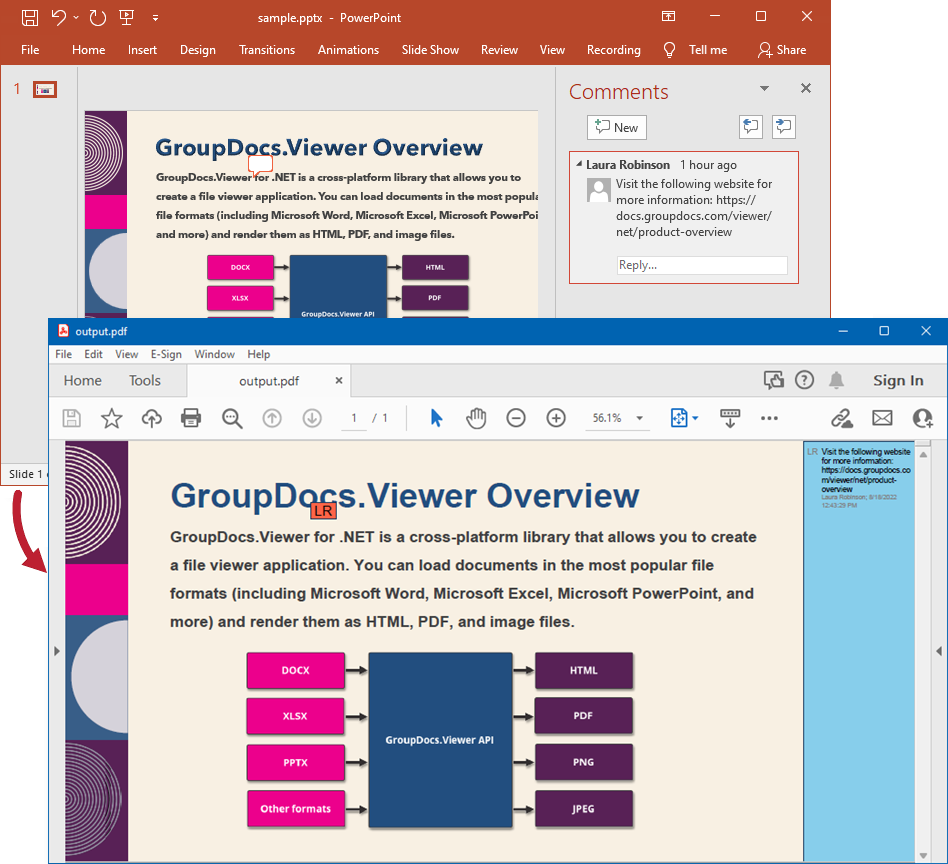 sample.pptx - PowerPoint
File Home Insert Design Transitions Animations Slide Show Review View Recording Tell me Share
1
GroupDocs.Viewer Overview
GroupDocs.Viewer for .NET is a cross-platform library that allows you to
create a file viewer application. You can load documents in the most popula
file formats (including Microsoft Word, Microsoft Excel, Microsoft PowerPoi
and more) and render them as HTML, PDF, and image files.
DOCX HTML
XLSX PDF
GroupDocs.Viewer API
Comments
New
Laura Robinson 1 hour ago
Visit the following website for
more information: https://
docs.groupdocs.com/viewer/
net/product-overview
Reply...
Slide 1
output.pdf
File Edit View E-Sign Window Help
Home Tools output.pdf Sign In
1 / 1 56.1%
GroupDocs.Viewer Overview
LR
GroupDocs.Viewer for .NET is a cross-platform library that allows you to create
a file viewer application. You can load documents in the most popular file
formats (including Microsoft Word, Microsoft Excel, Microsoft PowerPoint, and
more) and render them as HTML, PDF, and image files.
DOCX HTML
XLSX PDF
GroupDocs.Viewer API
PPTX PNG
Other formats JPEG
LR Visit the following website
for more information:
https://docs.groupdocs.co
m/viewer/net/product-
overview
Laura Robinson, 9/16/2022
12:43:29 PM